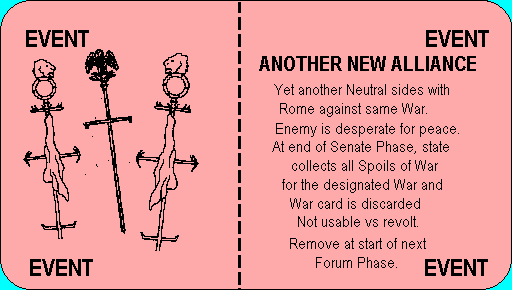 EVENT
EVENT
EVENT
ANOTHER NEW ALLIANCE
Yet another Neutral sides with
Rome against same War.
Enemy is desperate for peace.
At end of Senate Phase, state
collects all Spoils of War
for the designated War and
War card is discarded
Not usable vs revolt.
Remove at start of next
Forum Phase.
EVENT